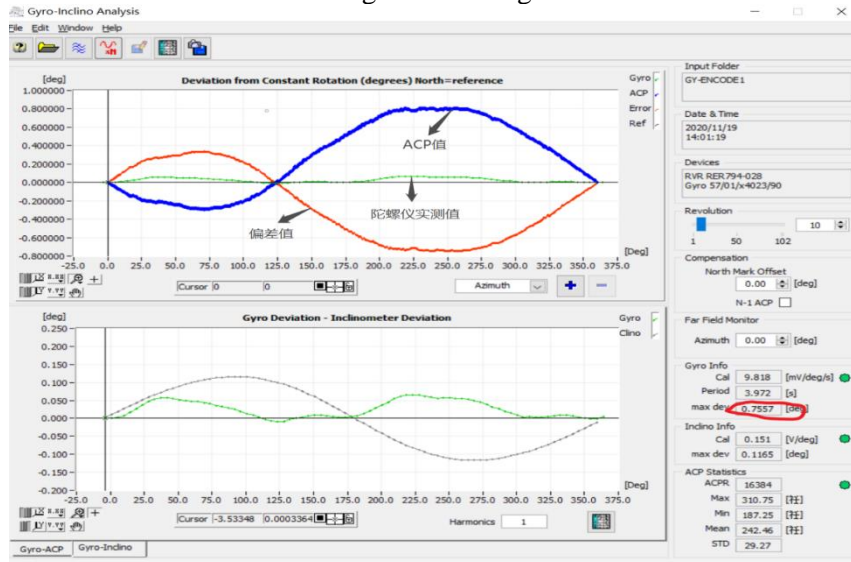 Gyro-Inclino Analysis
File Edit Window Help
[deg]
Deviation from Constant Rotation (degrees) North=reference
Gyro
ACP
Error
Ref
1.000000
0.800000
0.600000
0.400000
0.200000
0.000000
-0.200000
-0.400000
-0.600000
-0.800000
ACP值
陀螺仪实测值
偏差值
[Deg]
-25.0 0.0 25.0 50.0 75.0 100.0 125.0 150.0 175.0 200.0 225.0 250.0 275.0 300.0 325.0 350.0 375.0
Cursor 0 0
Azimuth
[deg]
Gyro Deviation - Inclinometer Deviation
Gyro
Clino
0.250
0.200
0.150
0.100
0.050
0.000
-0.050
-0.100
-0.150
-0.200
[Deg]
-25.0 0.0 25.0 50.0 75.0 100.0 125.0 150.0 175.0 200.0 225.0 250.0 275.0 300.0 325.0 350.0 375.0
Cursor -3.53348 0.0003364
Harmonics 1
Gyro-ACP Gyro-Inclino
Input Folder
GY-ENCODE1
Date & Time
2020/11/19
14:01:19
Devices
RVR RER.794-028
Gyro 57/01/x4023/90
Revolution
10
1 50 102
Compensation
North Mark Offset
0.00 [deg]
N-1 ACP
Far Field Monitor
Azimuth 0.00 [deg]
Gyro Info
Cal 9.818 [mV/deg/s]
Period 3.972 [s]
max dev 0.7557 [deg]
Indino Info
Cal 0.151 [V/deg]
max dev 0.1165 [deg]
ACP Statistics
ACPR 16384
Max 310.75
Min 187.25
Mean 242.46
STD 29.27